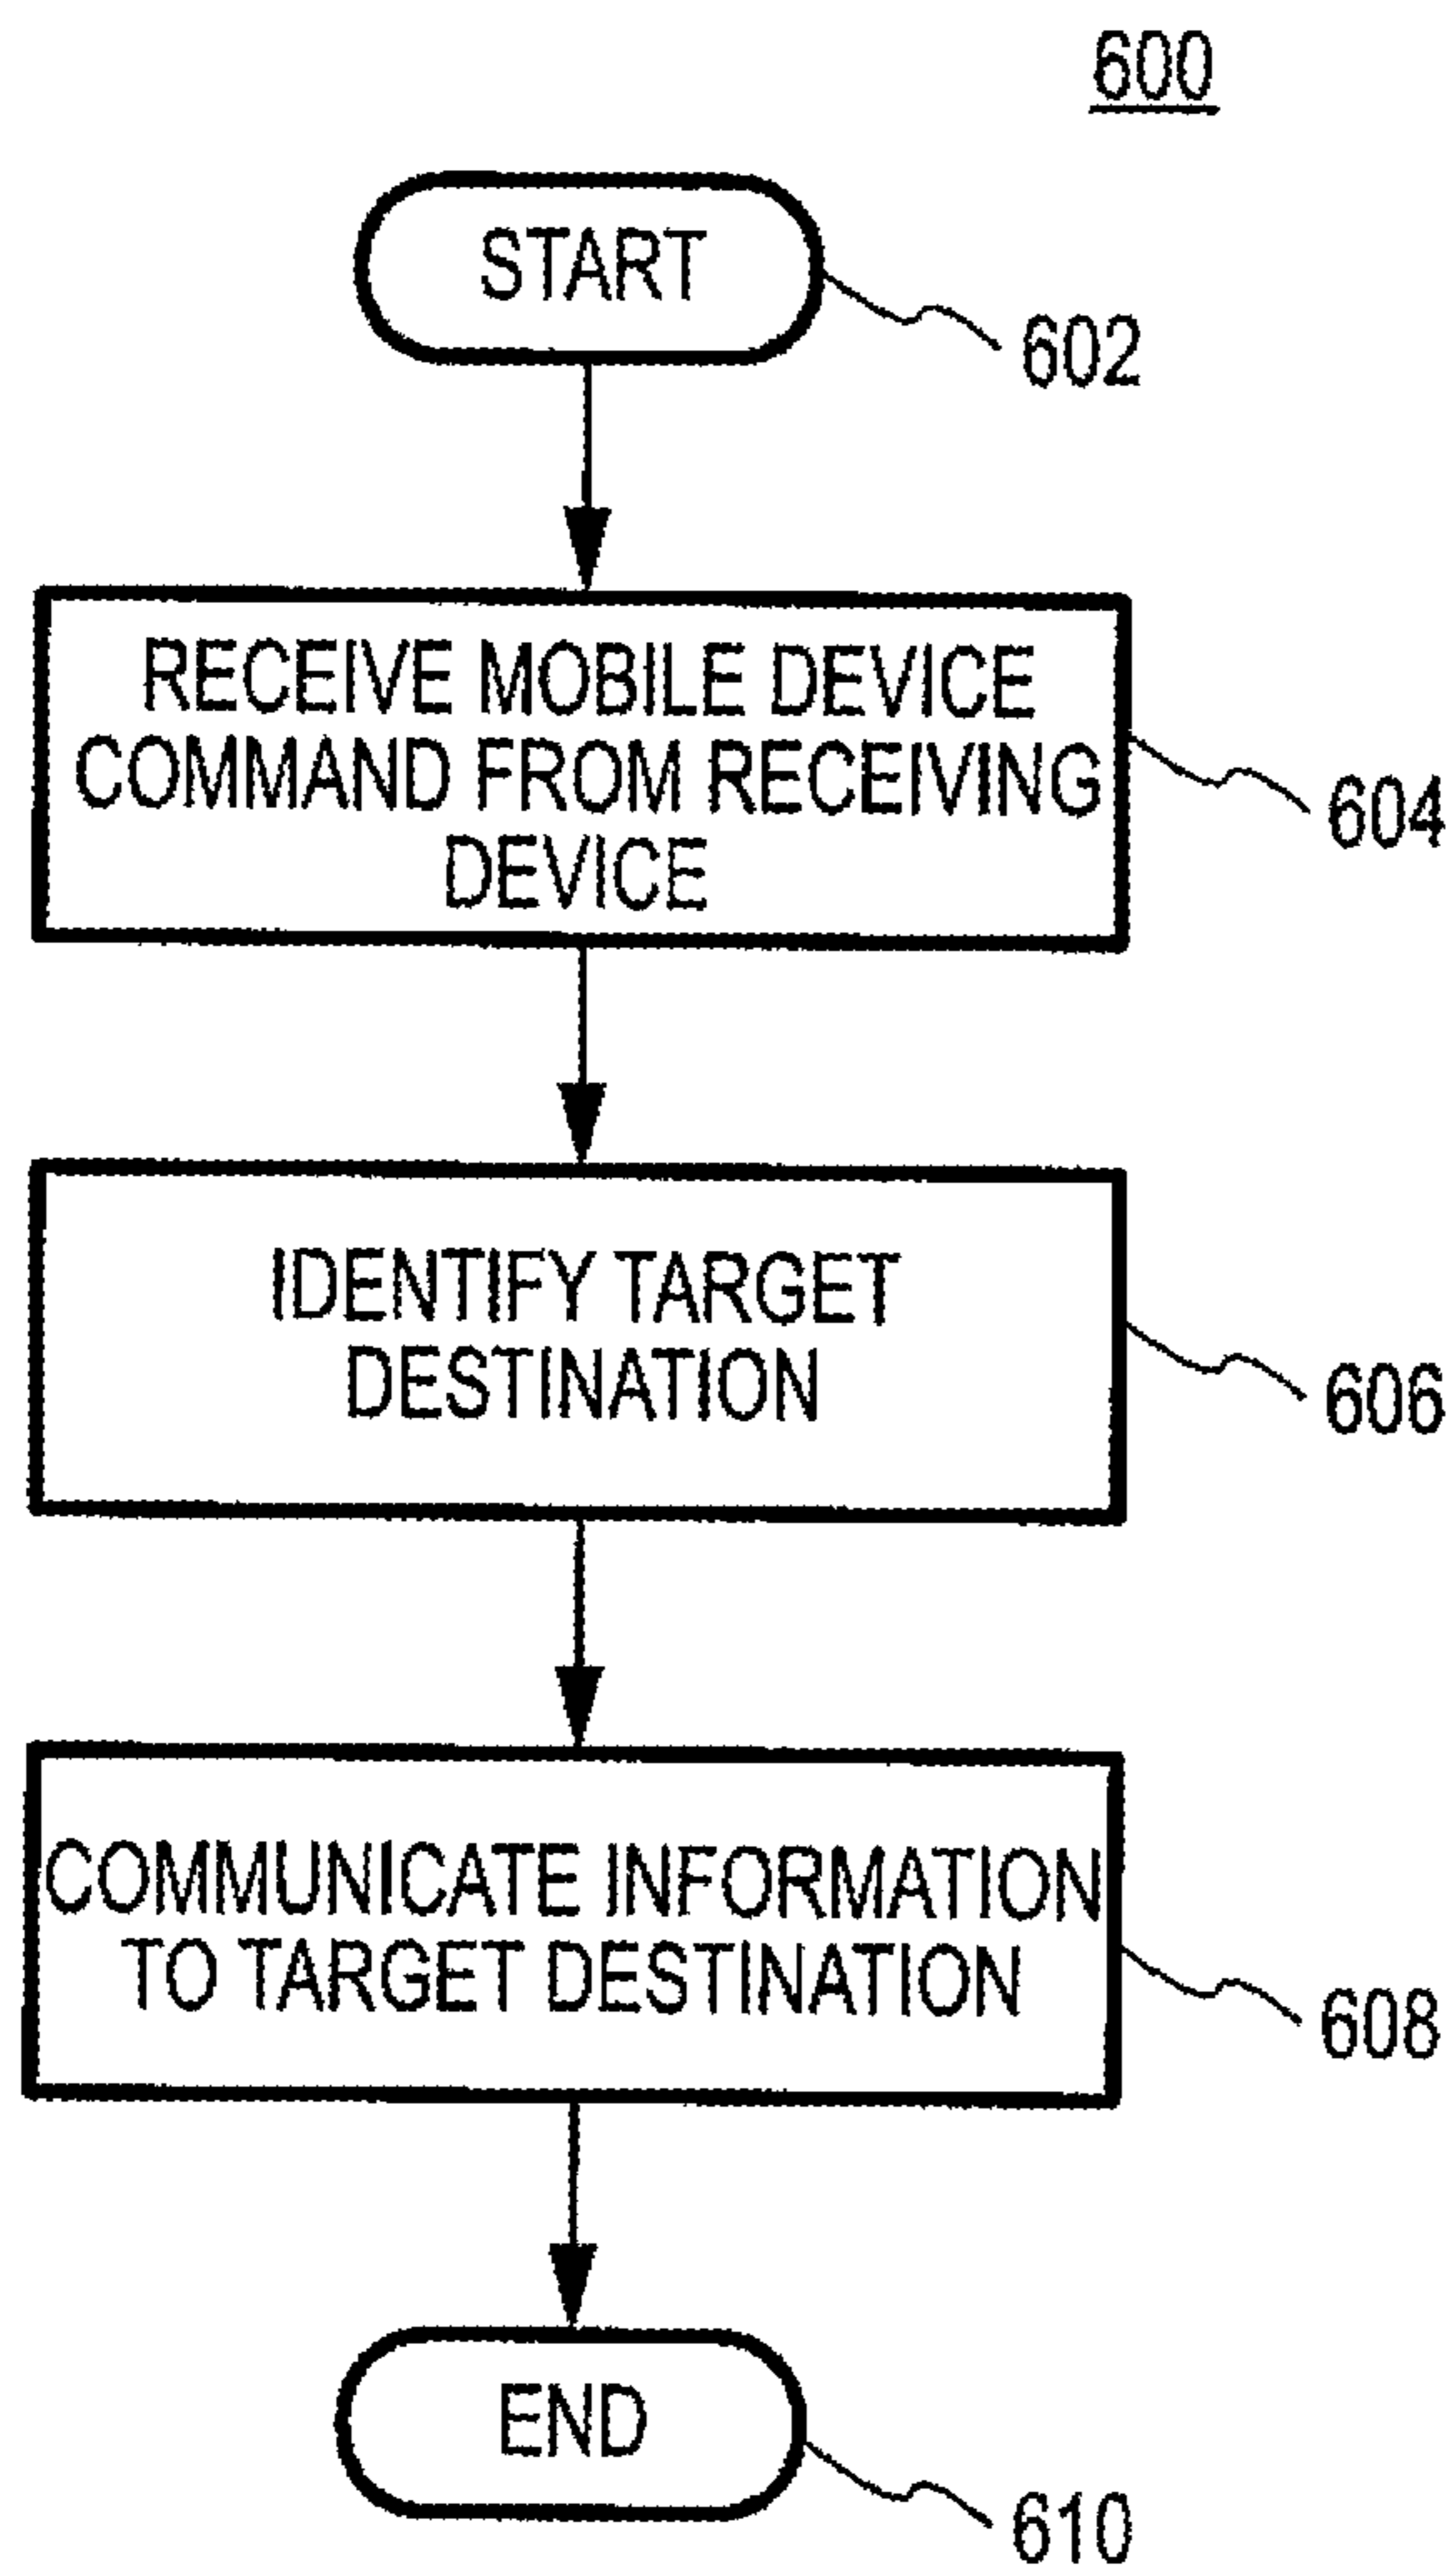 600
START
602
RECEIVE MOBILE DEVICE
COMMAND FROM RECEIVING
DEVICE
604
IDENTIFY TARGET
DESTINATION
606
COMMUNICATE INFORMATION
TO TARGET DESTINATION
608
END
610